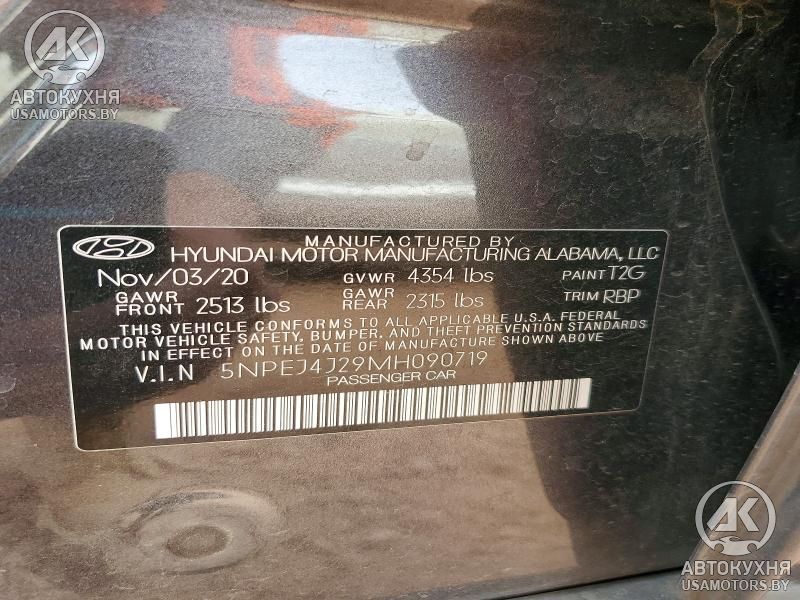 AK
АВТОКУХНЯ
USAMOTORS.BY
MANUFACTURED BY
HYUNDAI MOTOR MANUFACTURING ALABAMA, LLC
Nov/03/20 GVWR 4354 lbs PAINT T2G
GAWR FRONT 2513 lbs GAWR REAR 2315 lbs TRIM RBP
THIS VEHICLE CONFORMS TO ALL APPLICABLE U.S.A. FEDERAL
MOTOR VEHICLE SAFETY, BUMPER, AND THEFT PREVENTION STANDARDS
IN EFFECT ON THE DATE OF MANUFACTURE SHOWN ABOVE
V.I.N 5NPEJ4J29MH090719
PASSENGER CAR
AK
АВТОКУХНЯ
USAMOTORS.BY